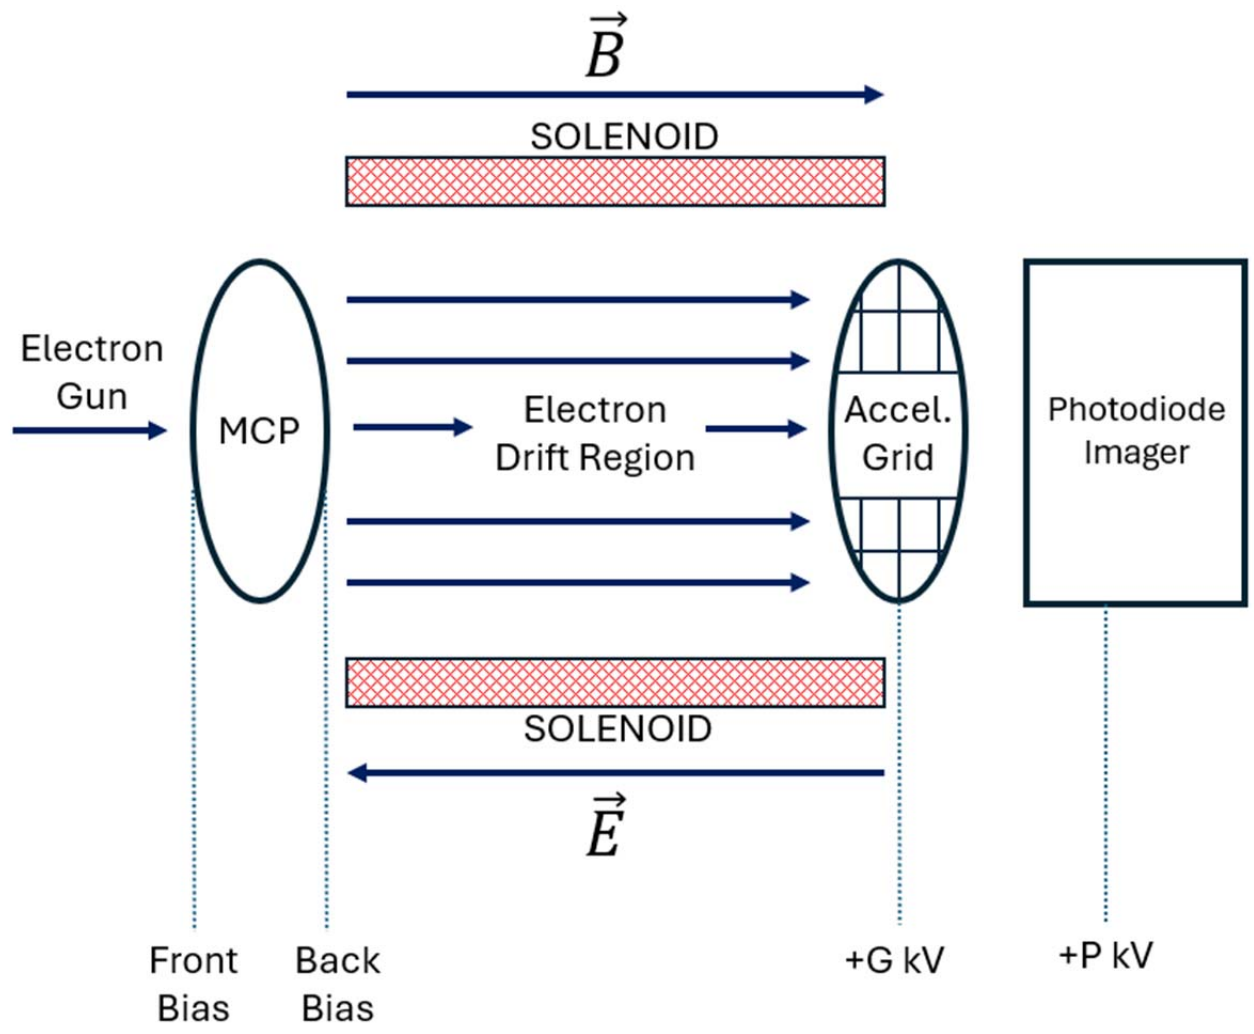 B
SOLENOID
Electron
Gun
MCP
Electron
Drift Region
Accel.
Grid
Photodiode
Imager
SOLENOID
E
Front
Bias
Back
Bias
+G kV
+P kV